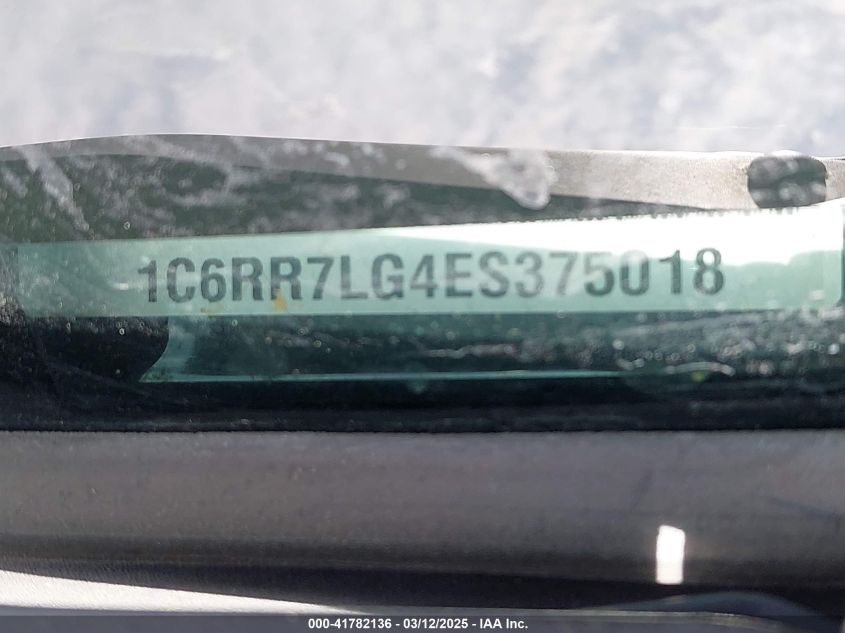 1C6RR7LG4ES375018
000-41782136 - 03/12/2025 - IAA Inc.